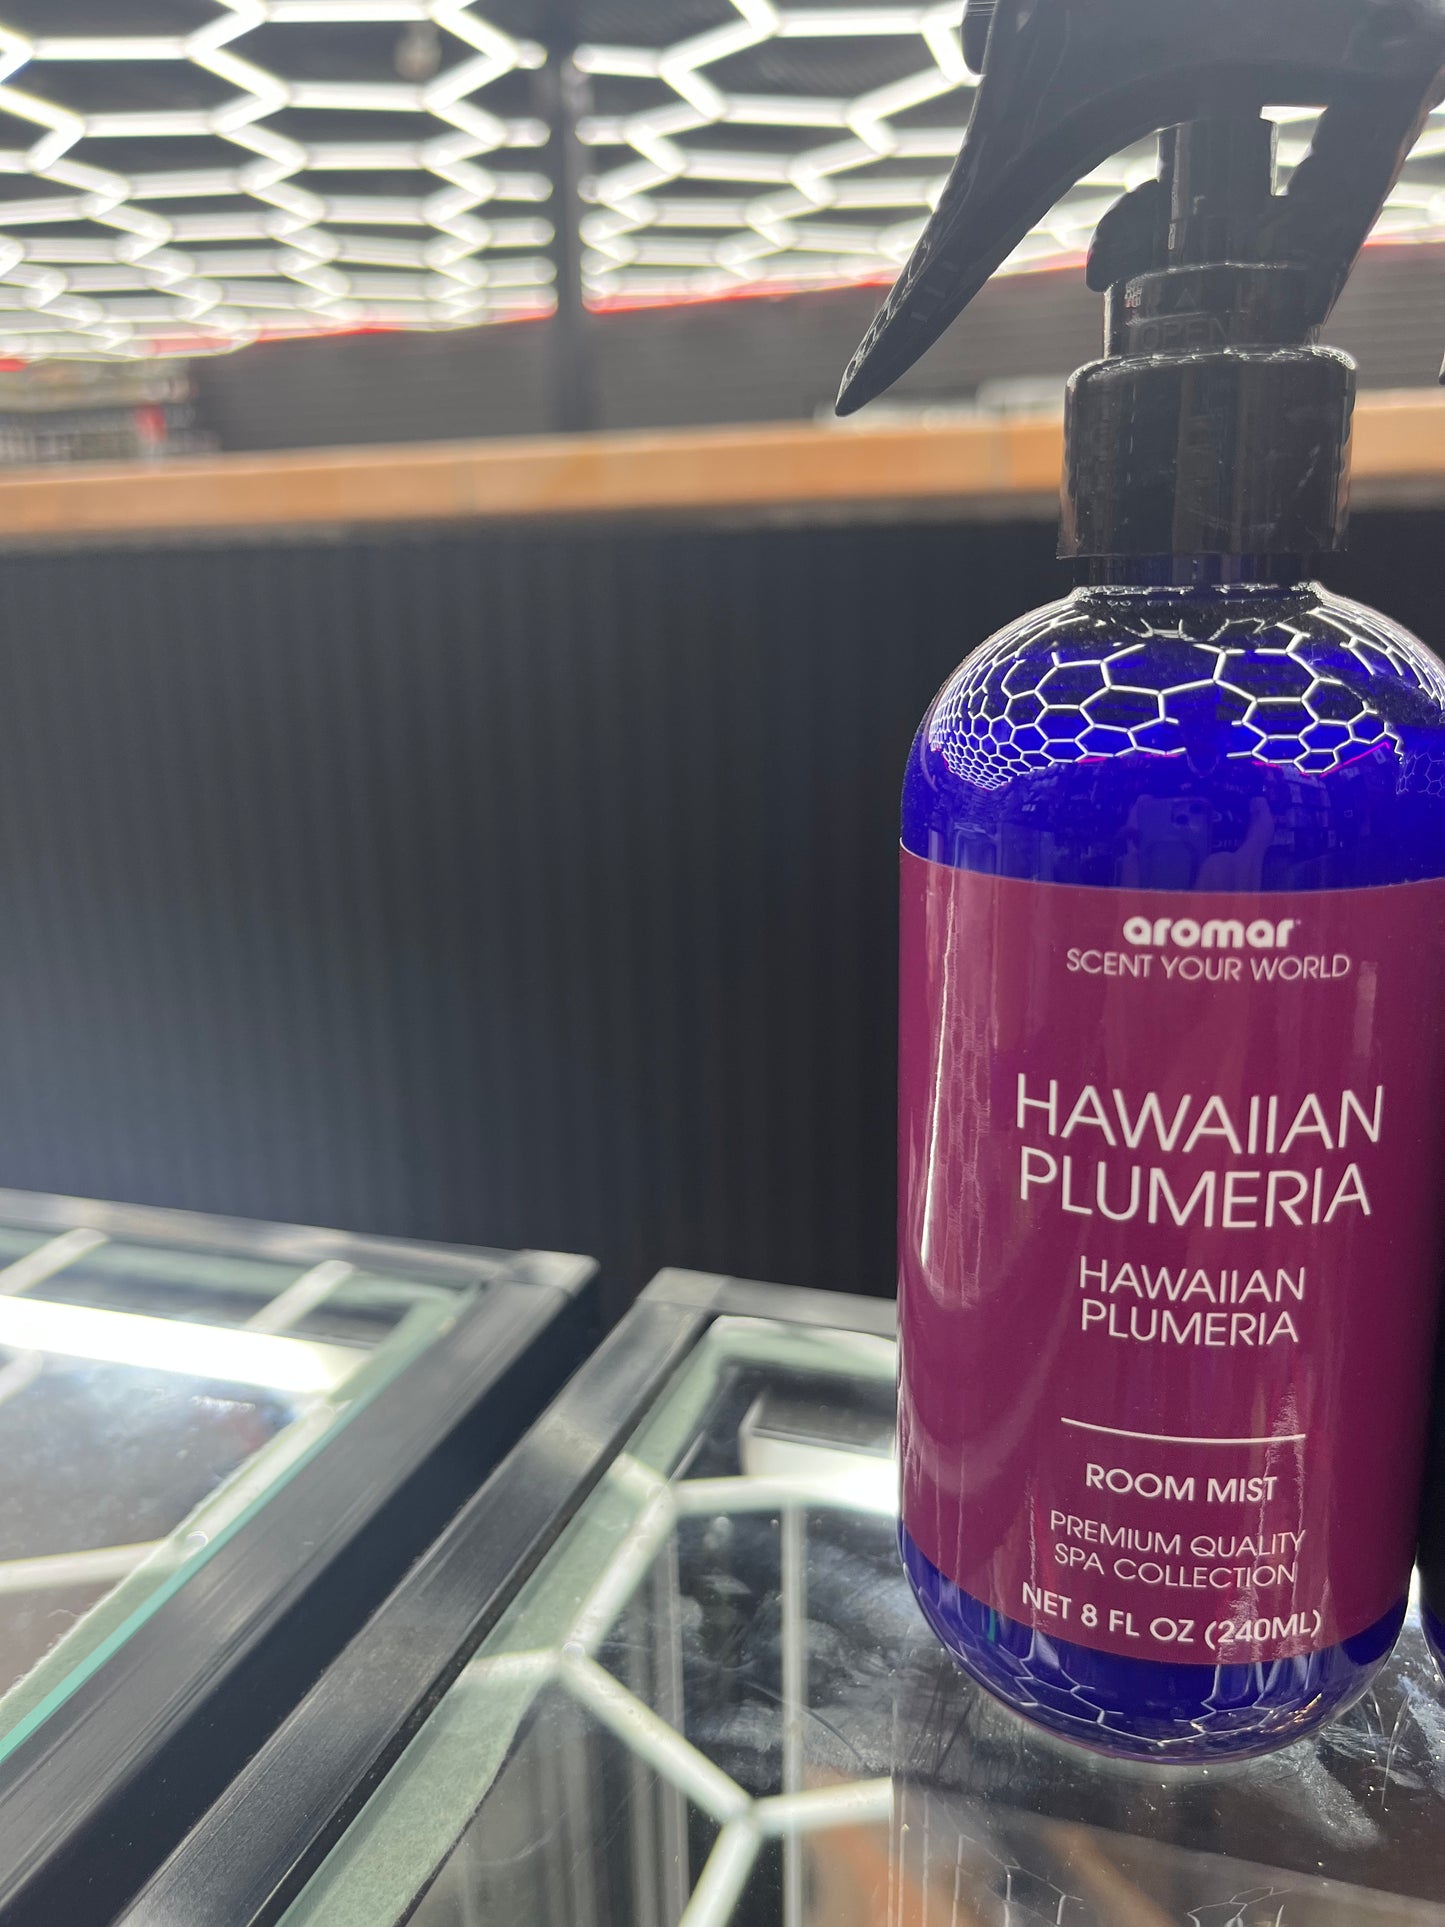 OPEN
aromar
SCENT YOUR WORLD
HAWAIIAN
PLUMERIA
HAWAIIAN
PLUMERIA
ROOM MIST
PREMIUM QUALITY
SPA COLLECTION
NET 8 FL OZ (240ML)